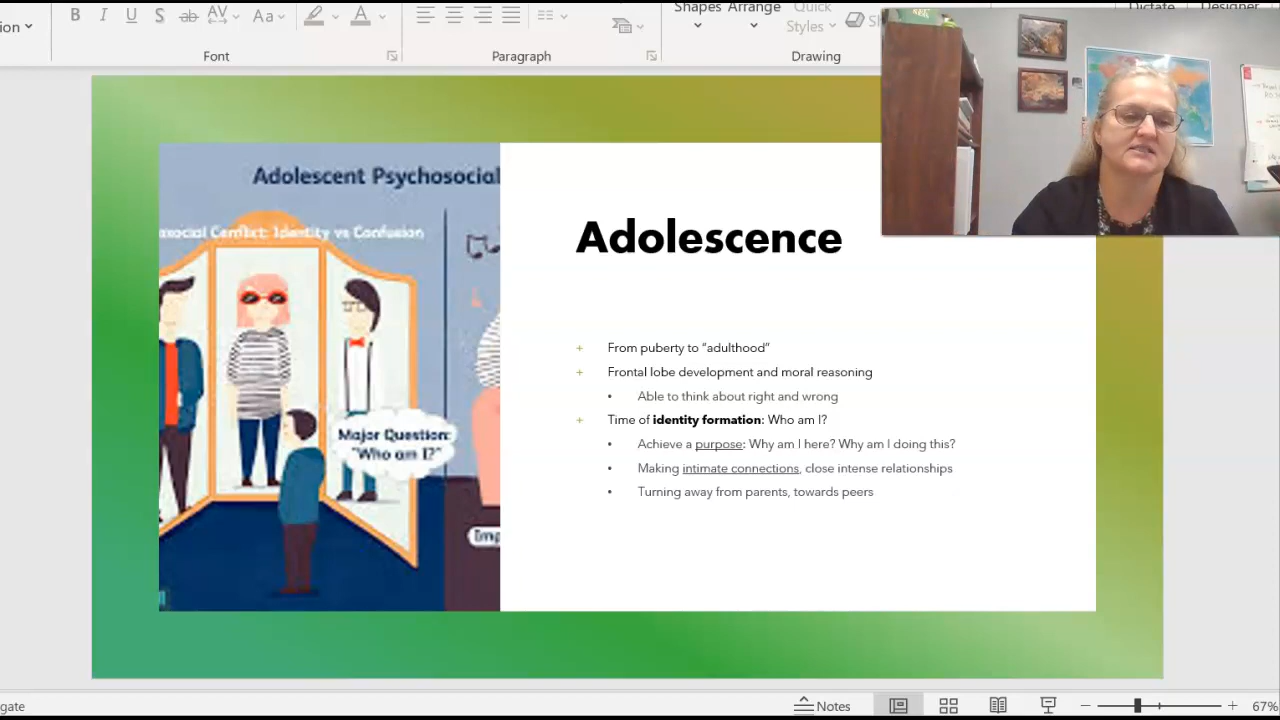 ion
B I U S ab AV Aa A
Shapes Arrange
Quick
Styles
Dictate
Designer
Font
Paragraph
Drawing
Adolescent Psychosocial
osocial Conflict: Identity vs Confusion
Major Question:
"Who am I?"
Imp
Adolescence
+ From puberty to “adulthood”
+ Frontal lobe development and moral reasoning
• Able to think about right and wrong
+ Time of identity formation: Who am I?
• Achieve a purpose: Why am I here? Why am I doing this?
• Making intimate connections, close intense relationships
• Turning away from parents, towards peers
gate
Notes
67%